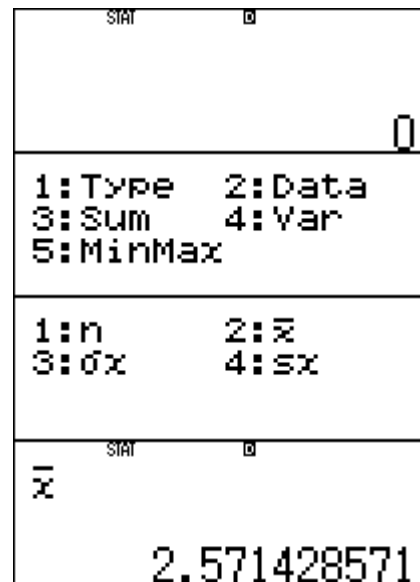 STAT D
0
1:Type 2:Data
3:Sum 4:Var
5:MinMax
1:n 2:x̅
3:σx 4:sx
STAT D
x̅
2.571428571